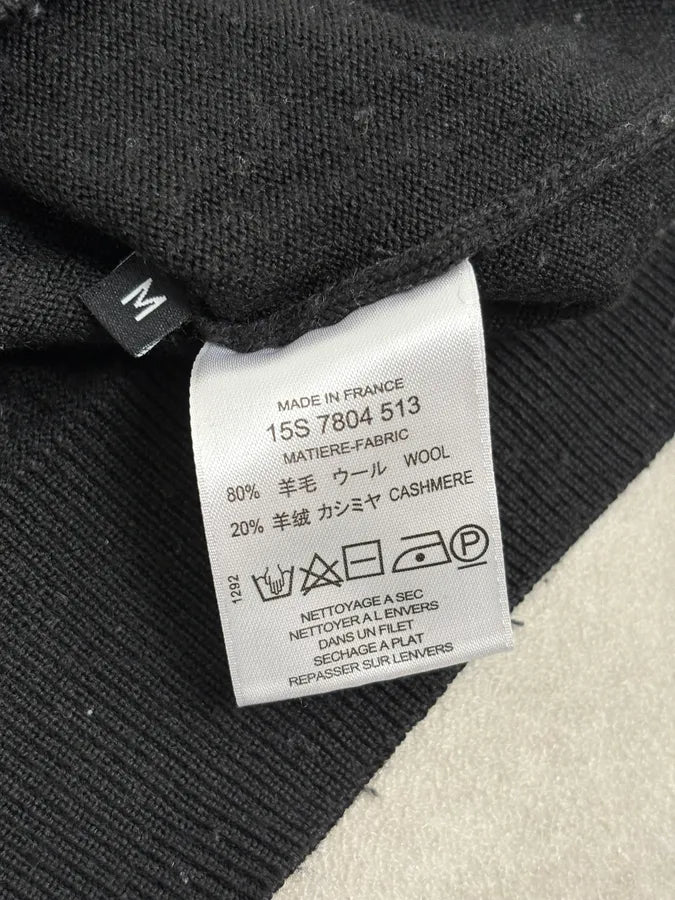 M
MADE IN FRANCE
15S 7804 513
MATIERE-FABRIC
80% 羊毛 ウール WOOL
20% 羊绒 カシミヤ CASHMERE
P
1292
NETTOYAGE A SEC
NETTOYER A L ENVERS
DANS UN FILET
SECHAGE A PLAT
REPASSER SUR LENVERS